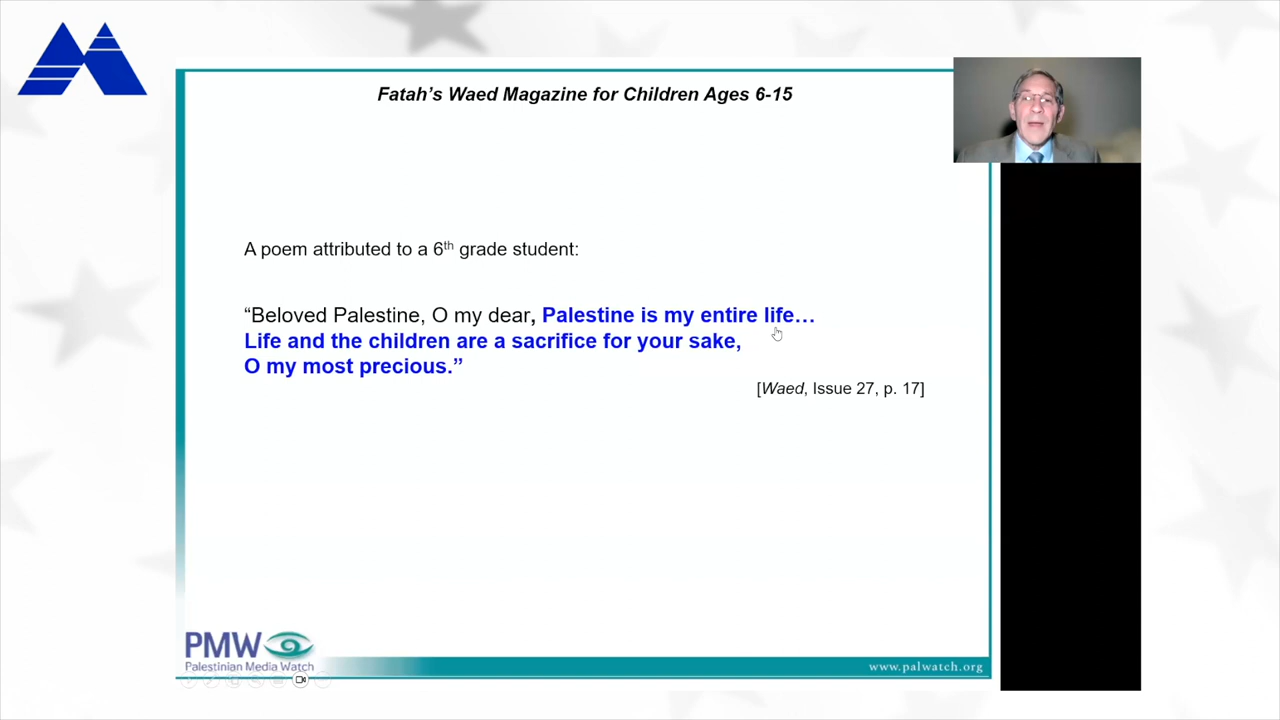 Fatah’s Waed Magazine for Children Ages 6-15
A poem attributed to a 6th grade student:
“Beloved Palestine, O my dear, Palestine is my entire life…
Life and the children are a sacrifice for your sake,
O my most precious.”
[Waed, Issue 27, p. 17]
PMW
Palestinian Media Watch
www.palwatch.org